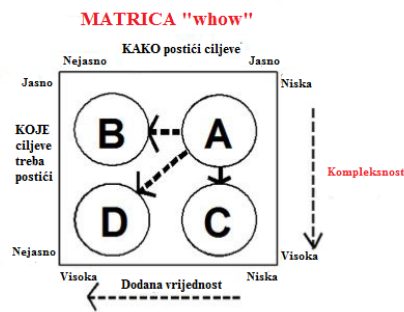 MATRICA "whow"
KAKO postići ciljeve
Nejasno Jasno
Jasno Niska
KOJE
ciljeve
treba
postići
B A
Kompleksnost
D C
Nejasno Visoka
Visoka Niska
Dodana vrijednost